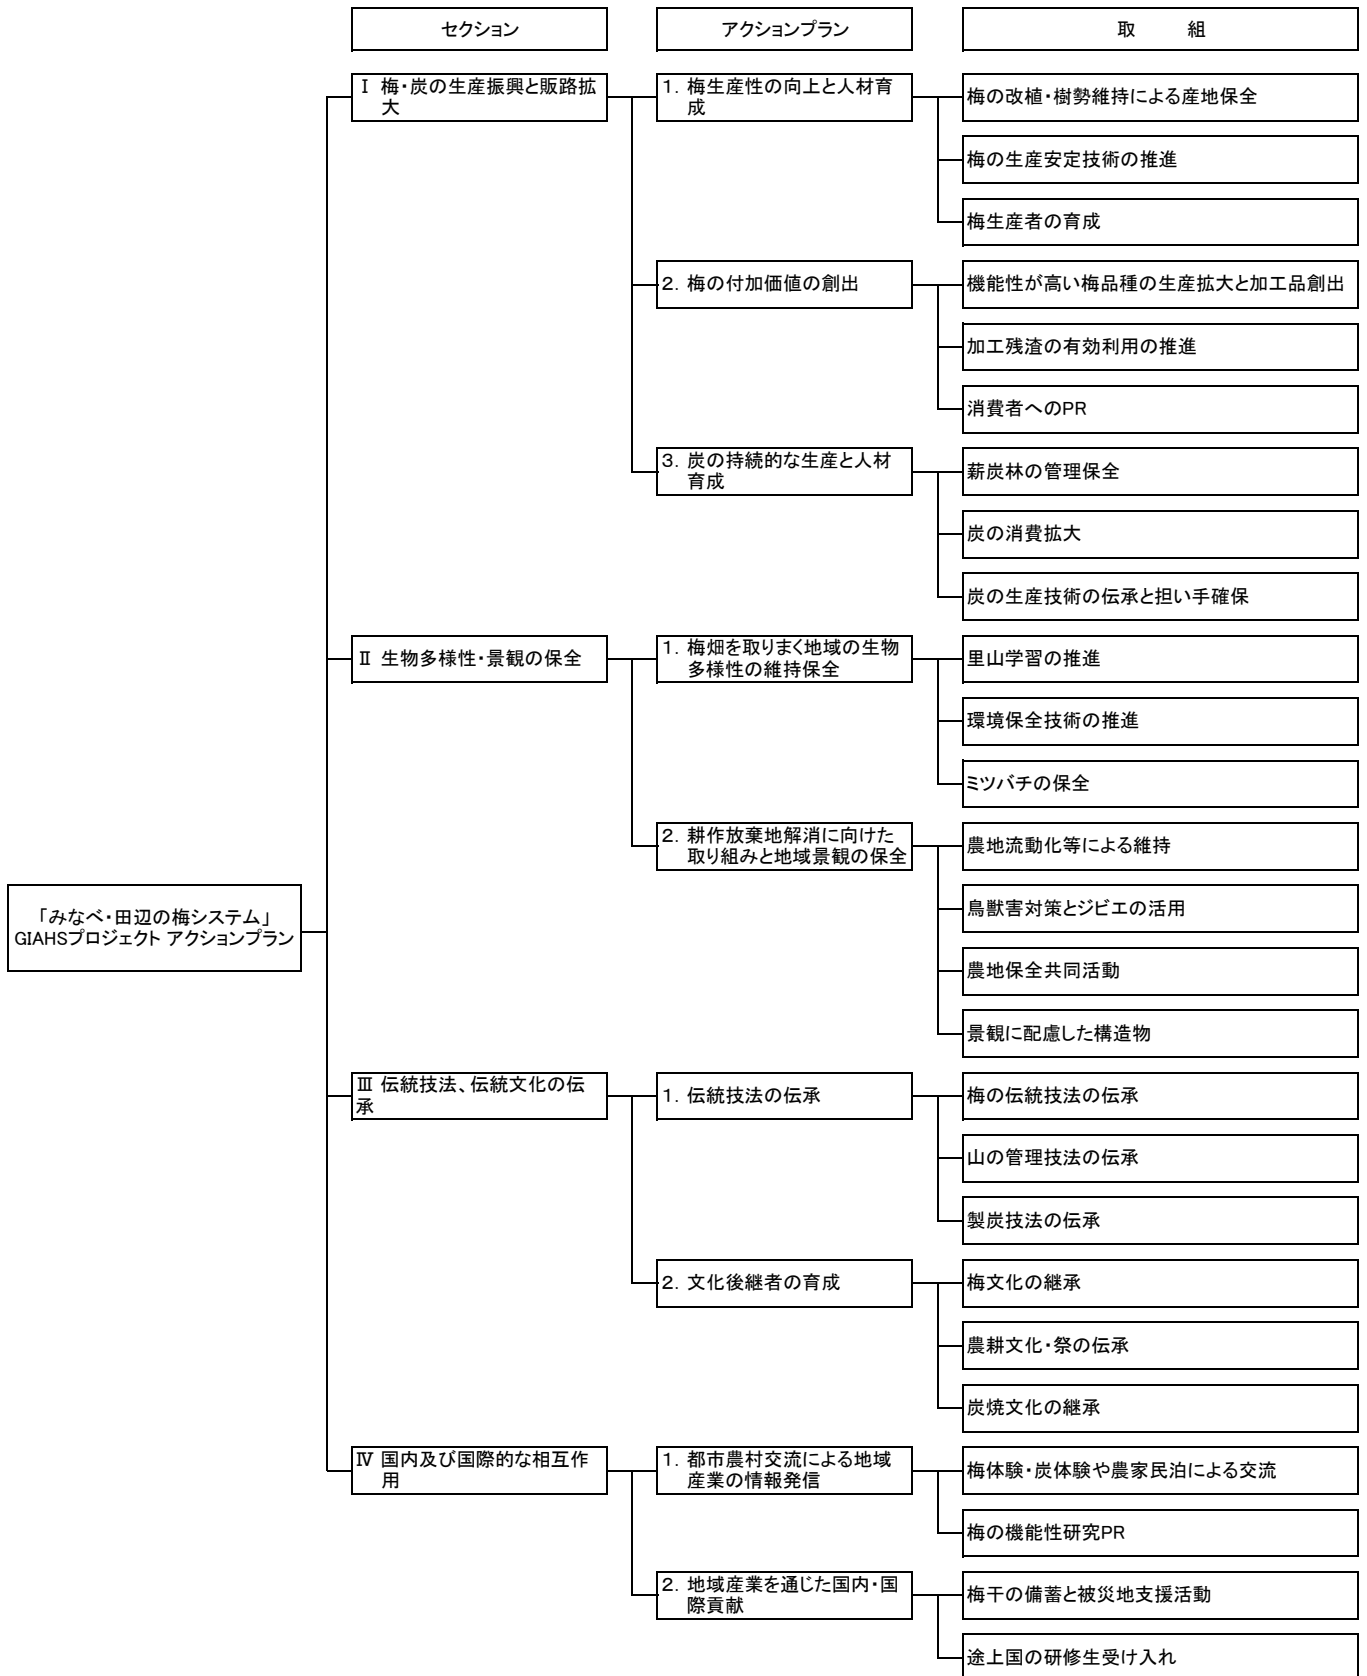 セクション
アクションプラン
取　　　組
Ⅰ 梅・炭の生産振興と販路拡
大
1. 梅生産性の向上と人材育
成
梅の改植・樹勢維持による産地保全
梅の生産安定技術の推進
梅生産者の育成
2. 梅の付加価値の創出
機能性が高い梅品種の生産拡大と加工品創出
加工残渣の有効利用の推進
消費者へのPR
3. 炭の持続的な生産と人材
育成
薪炭林の管理保全
炭の消費拡大
炭の生産技術の伝承と担い手確保
Ⅱ 生物多様性・景観の保全
1. 梅畑を取りまく地域の生物
多様性の維持保全
里山学習の推進
環境保全技術の推進
ミツバチの保全
2. 耕作放棄地解消に向けた
取り組みと地域景観の保全
農地流動化等による維持
鳥獣害対策とジビエの活用
農地保全共同活動
景観に配慮した構造物
「みなべ・田辺の梅システム」
GIAHSプロジェクト アクションプラン
Ⅲ 伝統技法、伝統文化の伝
承
1. 伝統技法の伝承
梅の伝統技法の伝承
山の管理技法の伝承
製炭技法の伝承
2. 文化後継者の育成
梅文化の継承
農耕文化・祭の伝承
炭焼文化の継承
Ⅳ 国内及び国際的な相互作
用
1. 都市農村交流による地域
産業の情報発信
梅体験・炭体験や農家民泊による交流
梅の機能性研究PR
2. 地域産業を通じた国内・国
際貢献
梅干の備蓄と被災地支援活動
途上国の研修生受け入れ